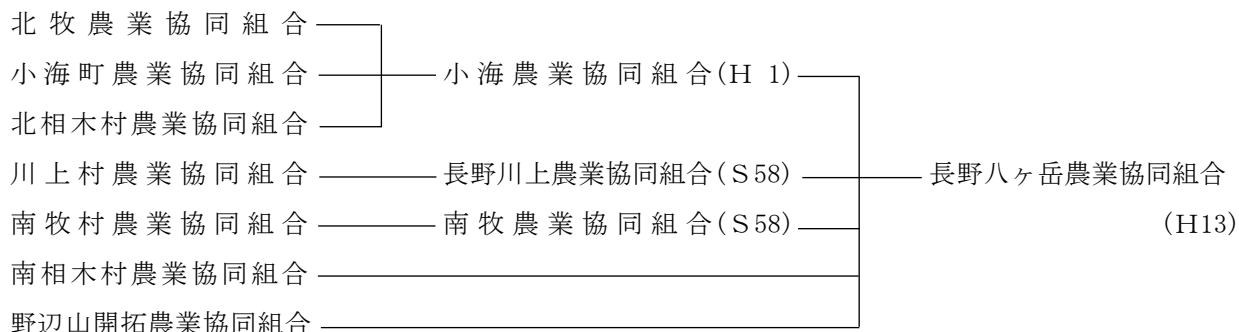 北牧農業協同組合
小海町農業協同組合 小海農業協同組合(H 1)
北相木村農業協同組合
川上村農業協同組合 長野川上農業協同組合(S58) 長野八ヶ岳農業協同組合
南牧村農業協同組合 南牧農業協同組合(S58) (H13)
南相木村農業協同組合
野辺山開拓農業協同組合